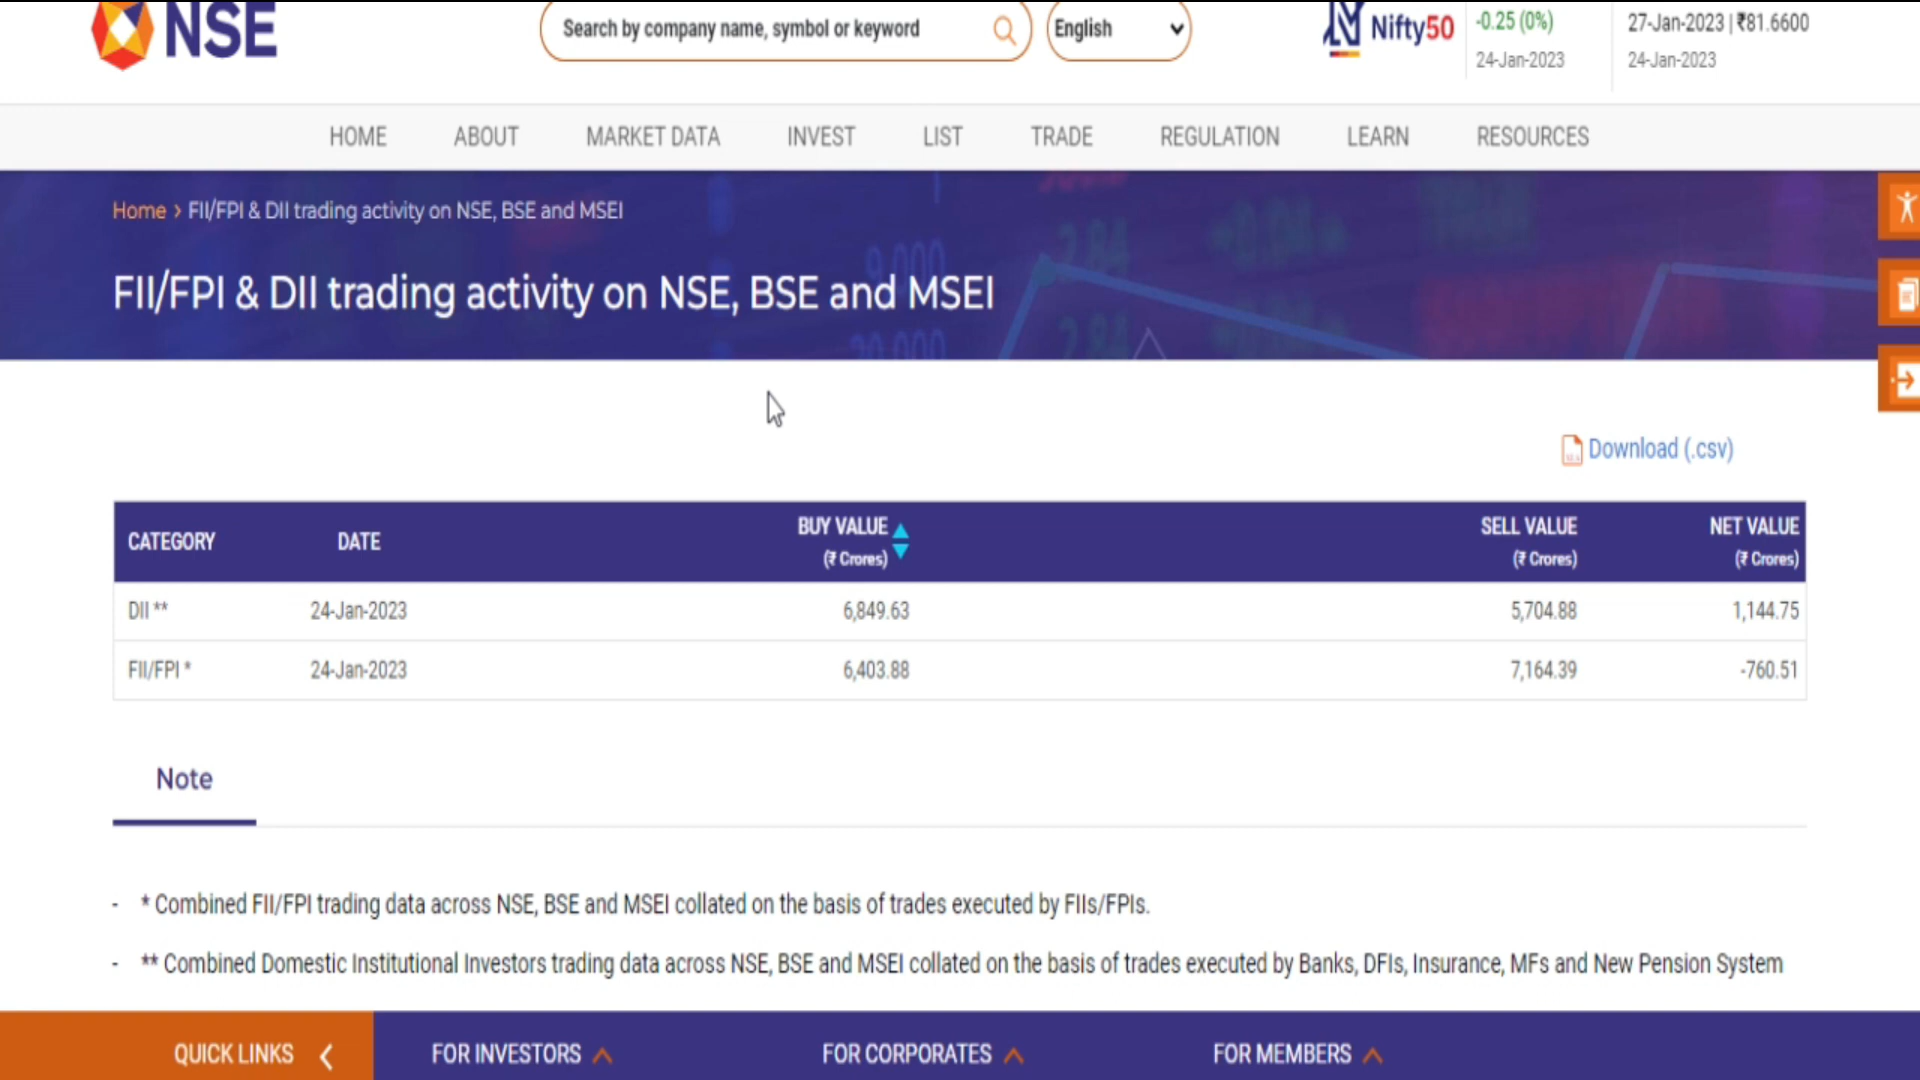 NSE
Search by company name, symbol or keyword
English
Nifty50
-0.25 (0%)
24-Jan-2023
27-Jan-2023 | ₹81.6600
24-Jan-2023
HOME ABOUT MARKET DATA INVEST LIST TRADE REGULATION LEARN RESOURCES
Home › FII/FPI & DII trading activity on NSE, BSE and MSEI
FII/FPI & DII trading activity on NSE, BSE and MSEI
Download (.csv)
CATEGORY DATE BUY VALUE (₹ Crores) SELL VALUE (₹ Crores) NET VALUE (₹ Crores)
DII ** 24-Jan-2023 6,849.63 5,704.88 1,144.75
FII/FPI * 24-Jan-2023 6,403.88 7,164.39 -760.51
Note
- * Combined FII/FPI trading data across NSE, BSE and MSEI collated on the basis of trades executed by FIIs/FPIs.
- ** Combined Domestic Institutional Investors trading data across NSE, BSE and MSEI collated on the basis of trades executed by Banks, DFIs, Insurance, MFs and New Pension System
QUICK LINKS FOR INVESTORS FOR CORPORATES FOR MEMBERS